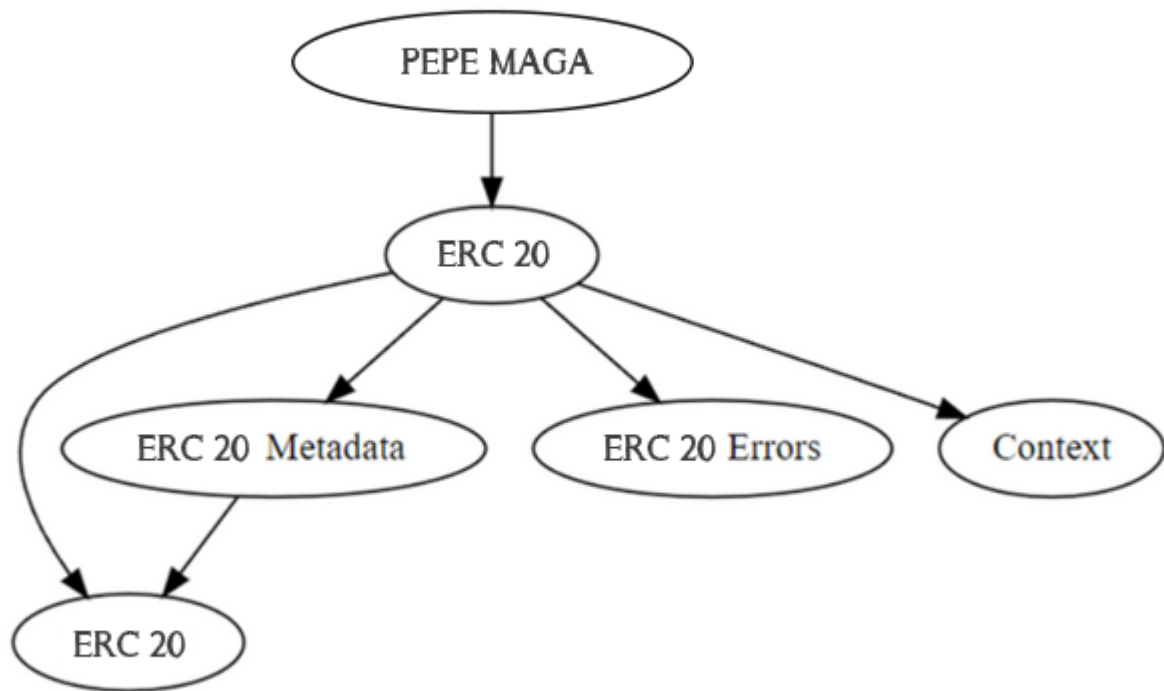 PEPE MAGA
ERC 20
ERC 20 Metadata
ERC 20 Errors
Context
ERC 20